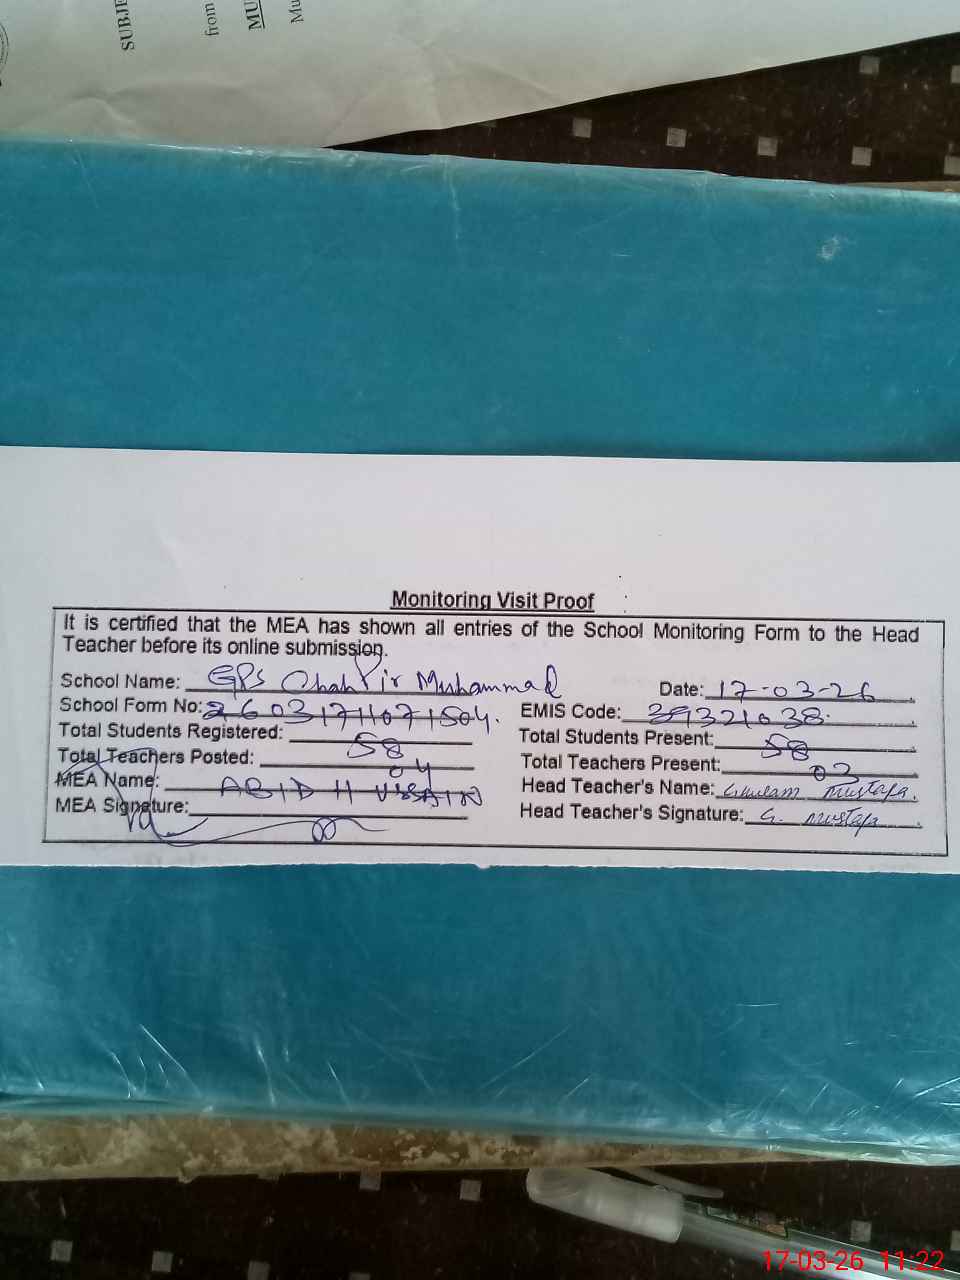 SUBJE
from
MU
Mu
Monitoring Visit Proof
It is certified that the MEA has shown all entries of the School Monitoring Form to the Head
Teacher before its online submission.
School Name: GPS Chah Pir Muhammad Date: 17-03-26
School Form No: 26031711071504. EMIS Code: 39321038.
Total Students Registered: 58 Total Students Present: 58
Total Teachers Posted: 04 Total Teachers Present: 03
MEA Name: ABID HUSSAIN Head Teacher's Name: Ghulam Mustafa.
MEA Signature: Head Teacher's Signature: G. Mustafa
17-03-26 11:22